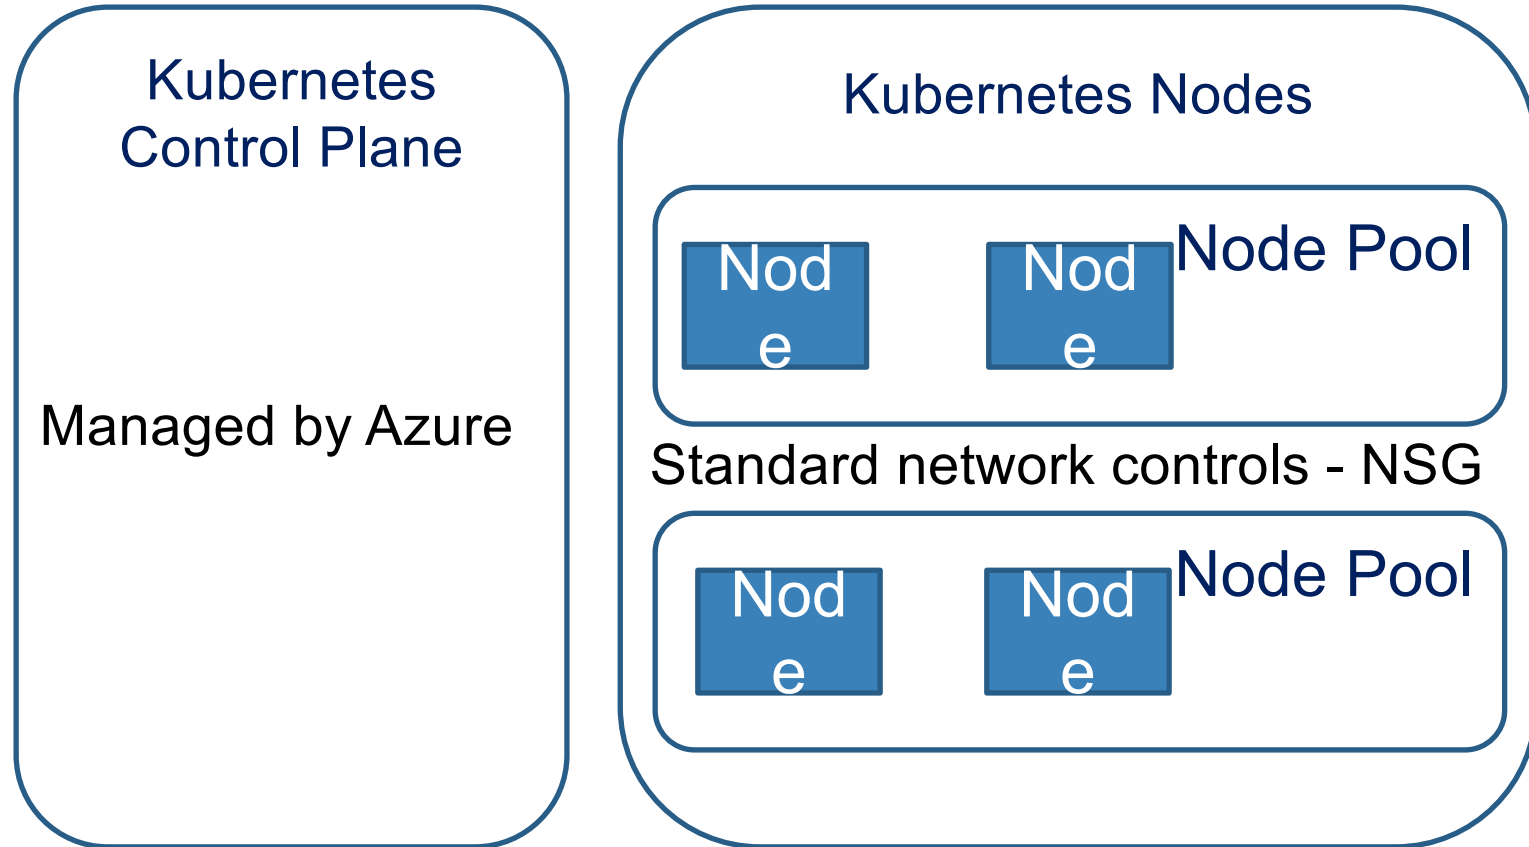 Kubernetes
Control Plane
Managed by Azure
Kubernetes Nodes
Node Pool
Nod
e
Nod
e
Standard network controls - NSG
Node Pool
Nod
e
Nod
e